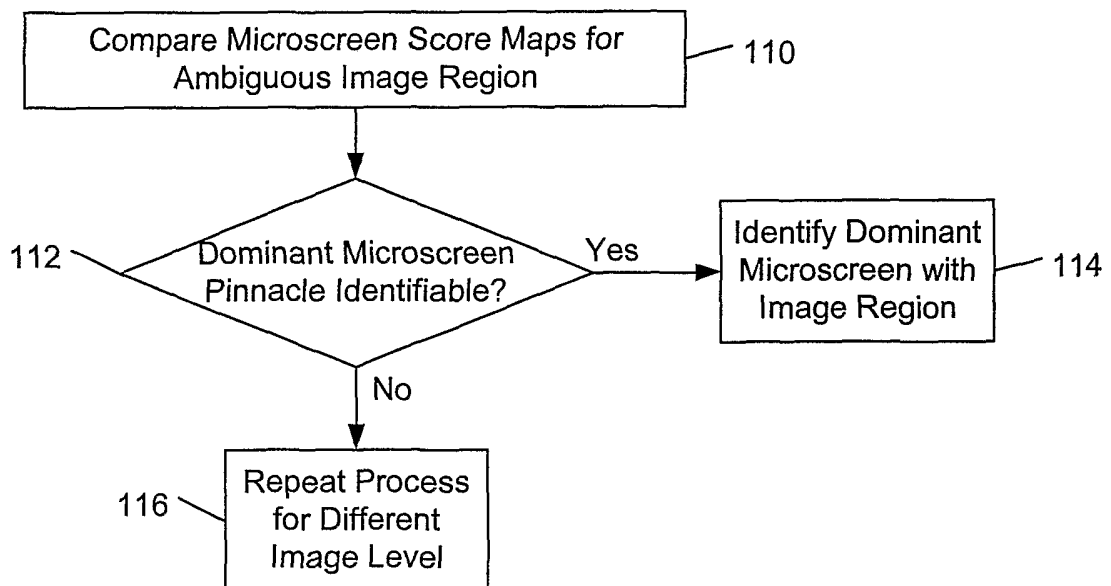 Compare Microscreen Score Maps for
Ambiguous Image Region
110
112
Dominant Microscreen
Pinnacle Identifiable?
Yes
Identify Dominant
Microscreen with
Image Region
114
No
116
Repeat Process
for Different
Image Level